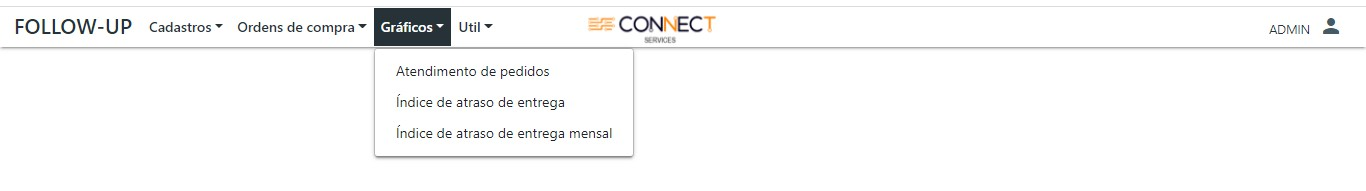 FOLLOW-UP Cadastros Ordens de compra Gráficos Util CONNECT SERVICES ADMIN
Atendimento de pedidos
Índice de atraso de entrega
Índice de atraso de entrega mensal